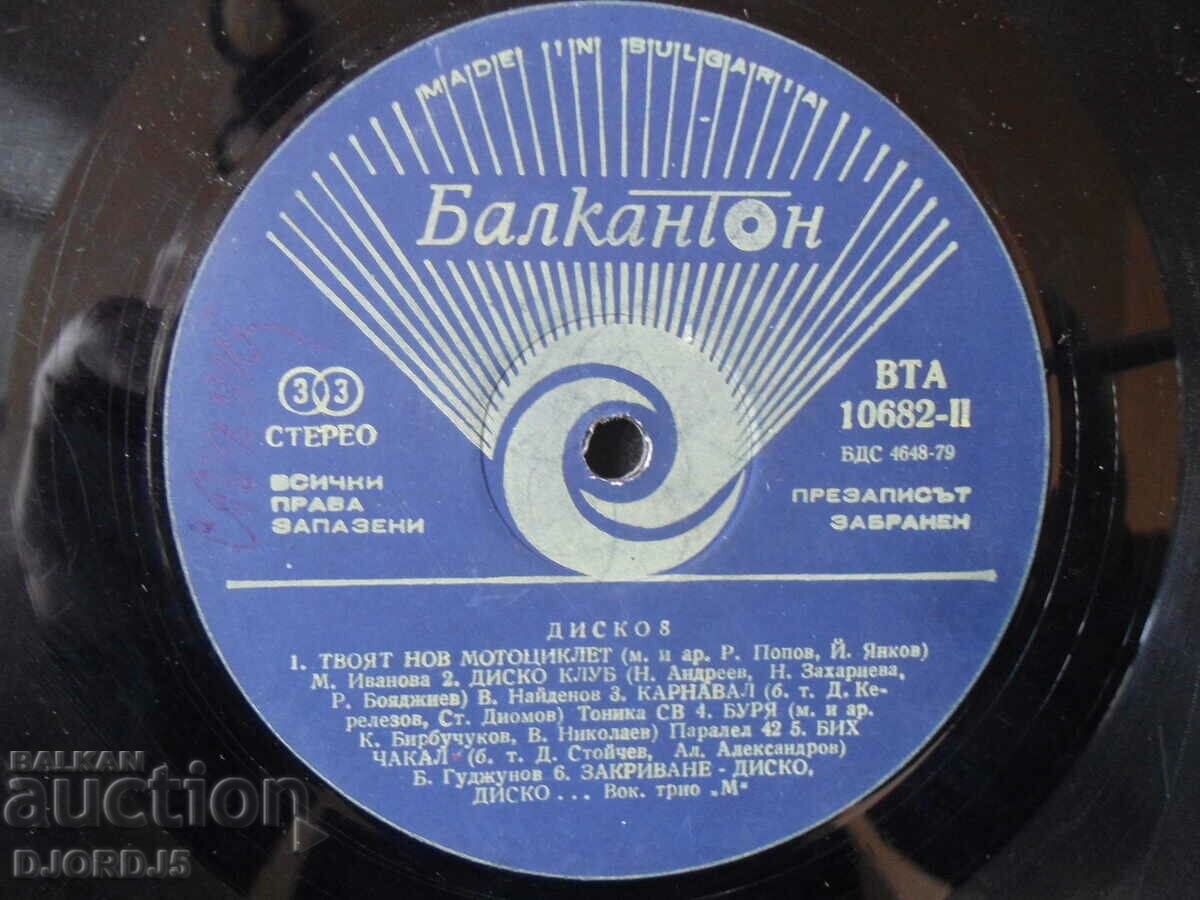 MADE IN BULGARIA
Балкантон
33
СТЕРЕО
ВСИЧКИ
ПРАВА
ЗАПАЗЕНИ
ВТА
10682-II
БДС 4648-79
ПРЕЗАПИСЪТ
ЗАБРАНЕН
ДИСКО 8
1. ТВОЯТ НОВ МОТОЦИКЛЕТ (м. и ар. Р. Попов, Й. Янков)
М. Иванова 2. ДИСКО КЛУБ (Н. Андреев, Н. Захариева,
Р. Бояджиев) В. Найденов 3. КАРНАВАЛ (б. т. Д. Ке-
релезов, Ст. Диомов) Тоника СВ 4. БУРЯ (м. и ар.
К. Бирбучуков, В. Николаев) Паралел 42 5. БИХ
ЧАКАЛ (б. т. Д. Стойчев, Ал. Александров)
Б. Гуджунов 6. ЗАКРИВАНЕ - ДИСКО,
ДИСКО... Вок. трио „М"
BALKAN
auction
DJORDJ5